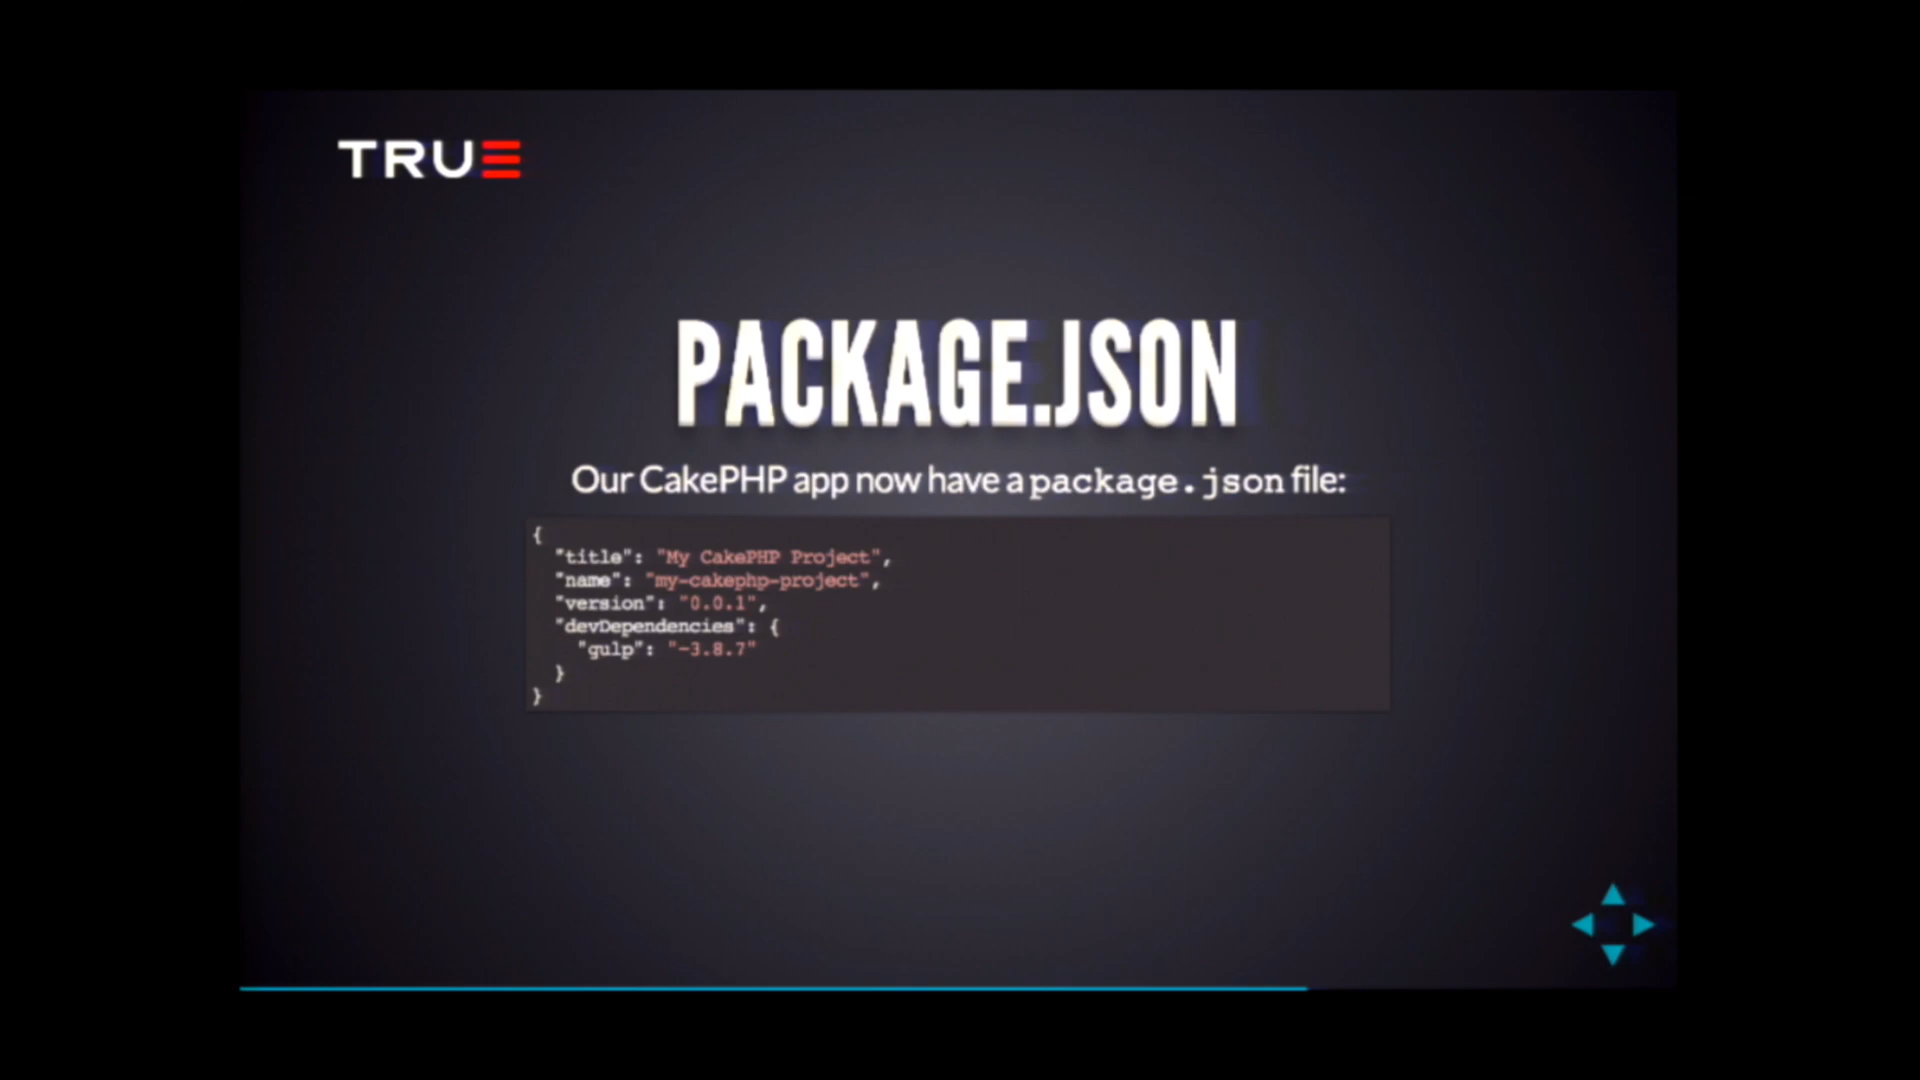 TRUE
PACKAGE.JSON
Our CakePHP app now have a package.json file:
{
"title": "My CakePHP Project",
"name": "my-cakephp-project",
"version": "0.0.1",
"devDependencies": {
"gulp": "~3.8.7"
}
}